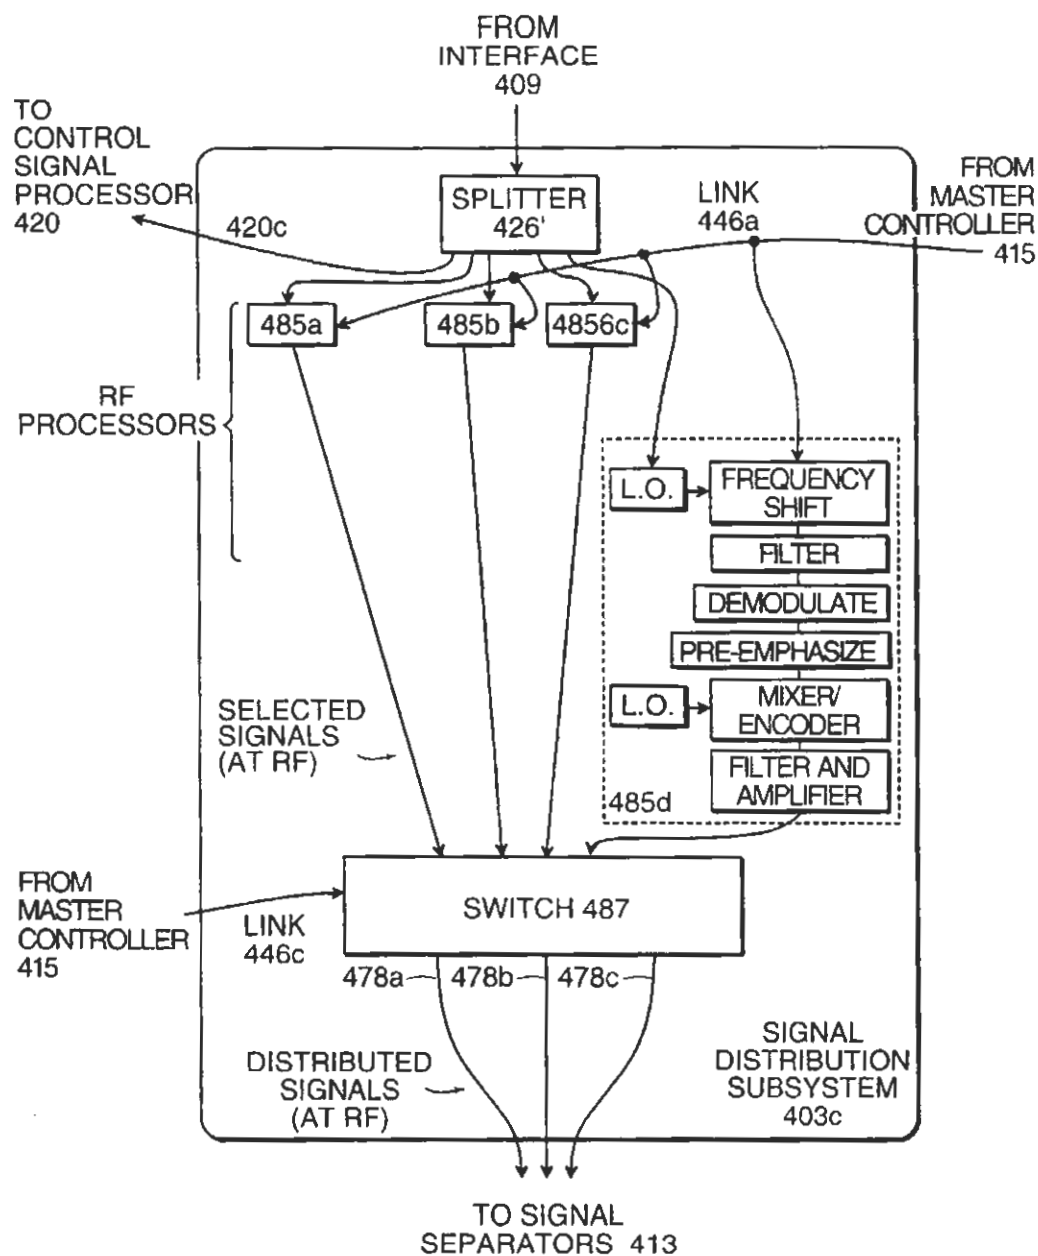 FROM
INTERFACE
409
TO
CONTROL
SIGNAL
PROCESSOR
420
420c
SPLITTER
426'
LINK
446a
FROM
MASTER
CONTROLLER
415
485a
485b
4856c
RF
PROCESSORS
L.O.
FREQUENCY
SHIFT
FILTER
DEMODULATE
PRE-EMPHASIZE
L.O.
MIXER/
ENCODER
FILTER AND
AMPLIFIER
485d
SELECTED
SIGNALS
(AT RF)
FROM
MASTER
CONTROLLER
415
LINK
446c
SWITCH 487
478a
478b
478c
DISTRIBUTED
SIGNALS
(AT RF)
SIGNAL
DISTRIBUTION
SUBSYSTEM
403c
TO SIGNAL
SEPARATORS 413